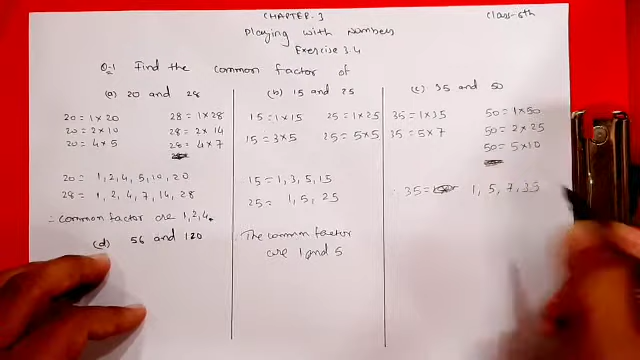 CHAPTER-3
Class-6th
Playing with Numbers
Exercise 3.4
Q.1 Find the common factor of
(a) 20 and 28
20 = 1×20
20 = 2×10
20 = 4×5
28 = 1×28
28 = 2×14
28 = 4×7
20 = 1,2,4,5,10,20
28 = 1,2,4,7,14,28
∴ common factor are 1,2,4.
(d) 56 and 120
(b) 15 and 25
15 = 1×15
15 = 3×5
25 = 1×25
25 = 5×5
15 = 1,3,5,15
25 = 1,5,25
∴ The common factor
are 1 and 5
(c) 35 and 50
35 = 1×35
35 = 5×7
50 = 1×50
50 = 2×25
50 = 5×10
∴ 35 = 1,5,7,35